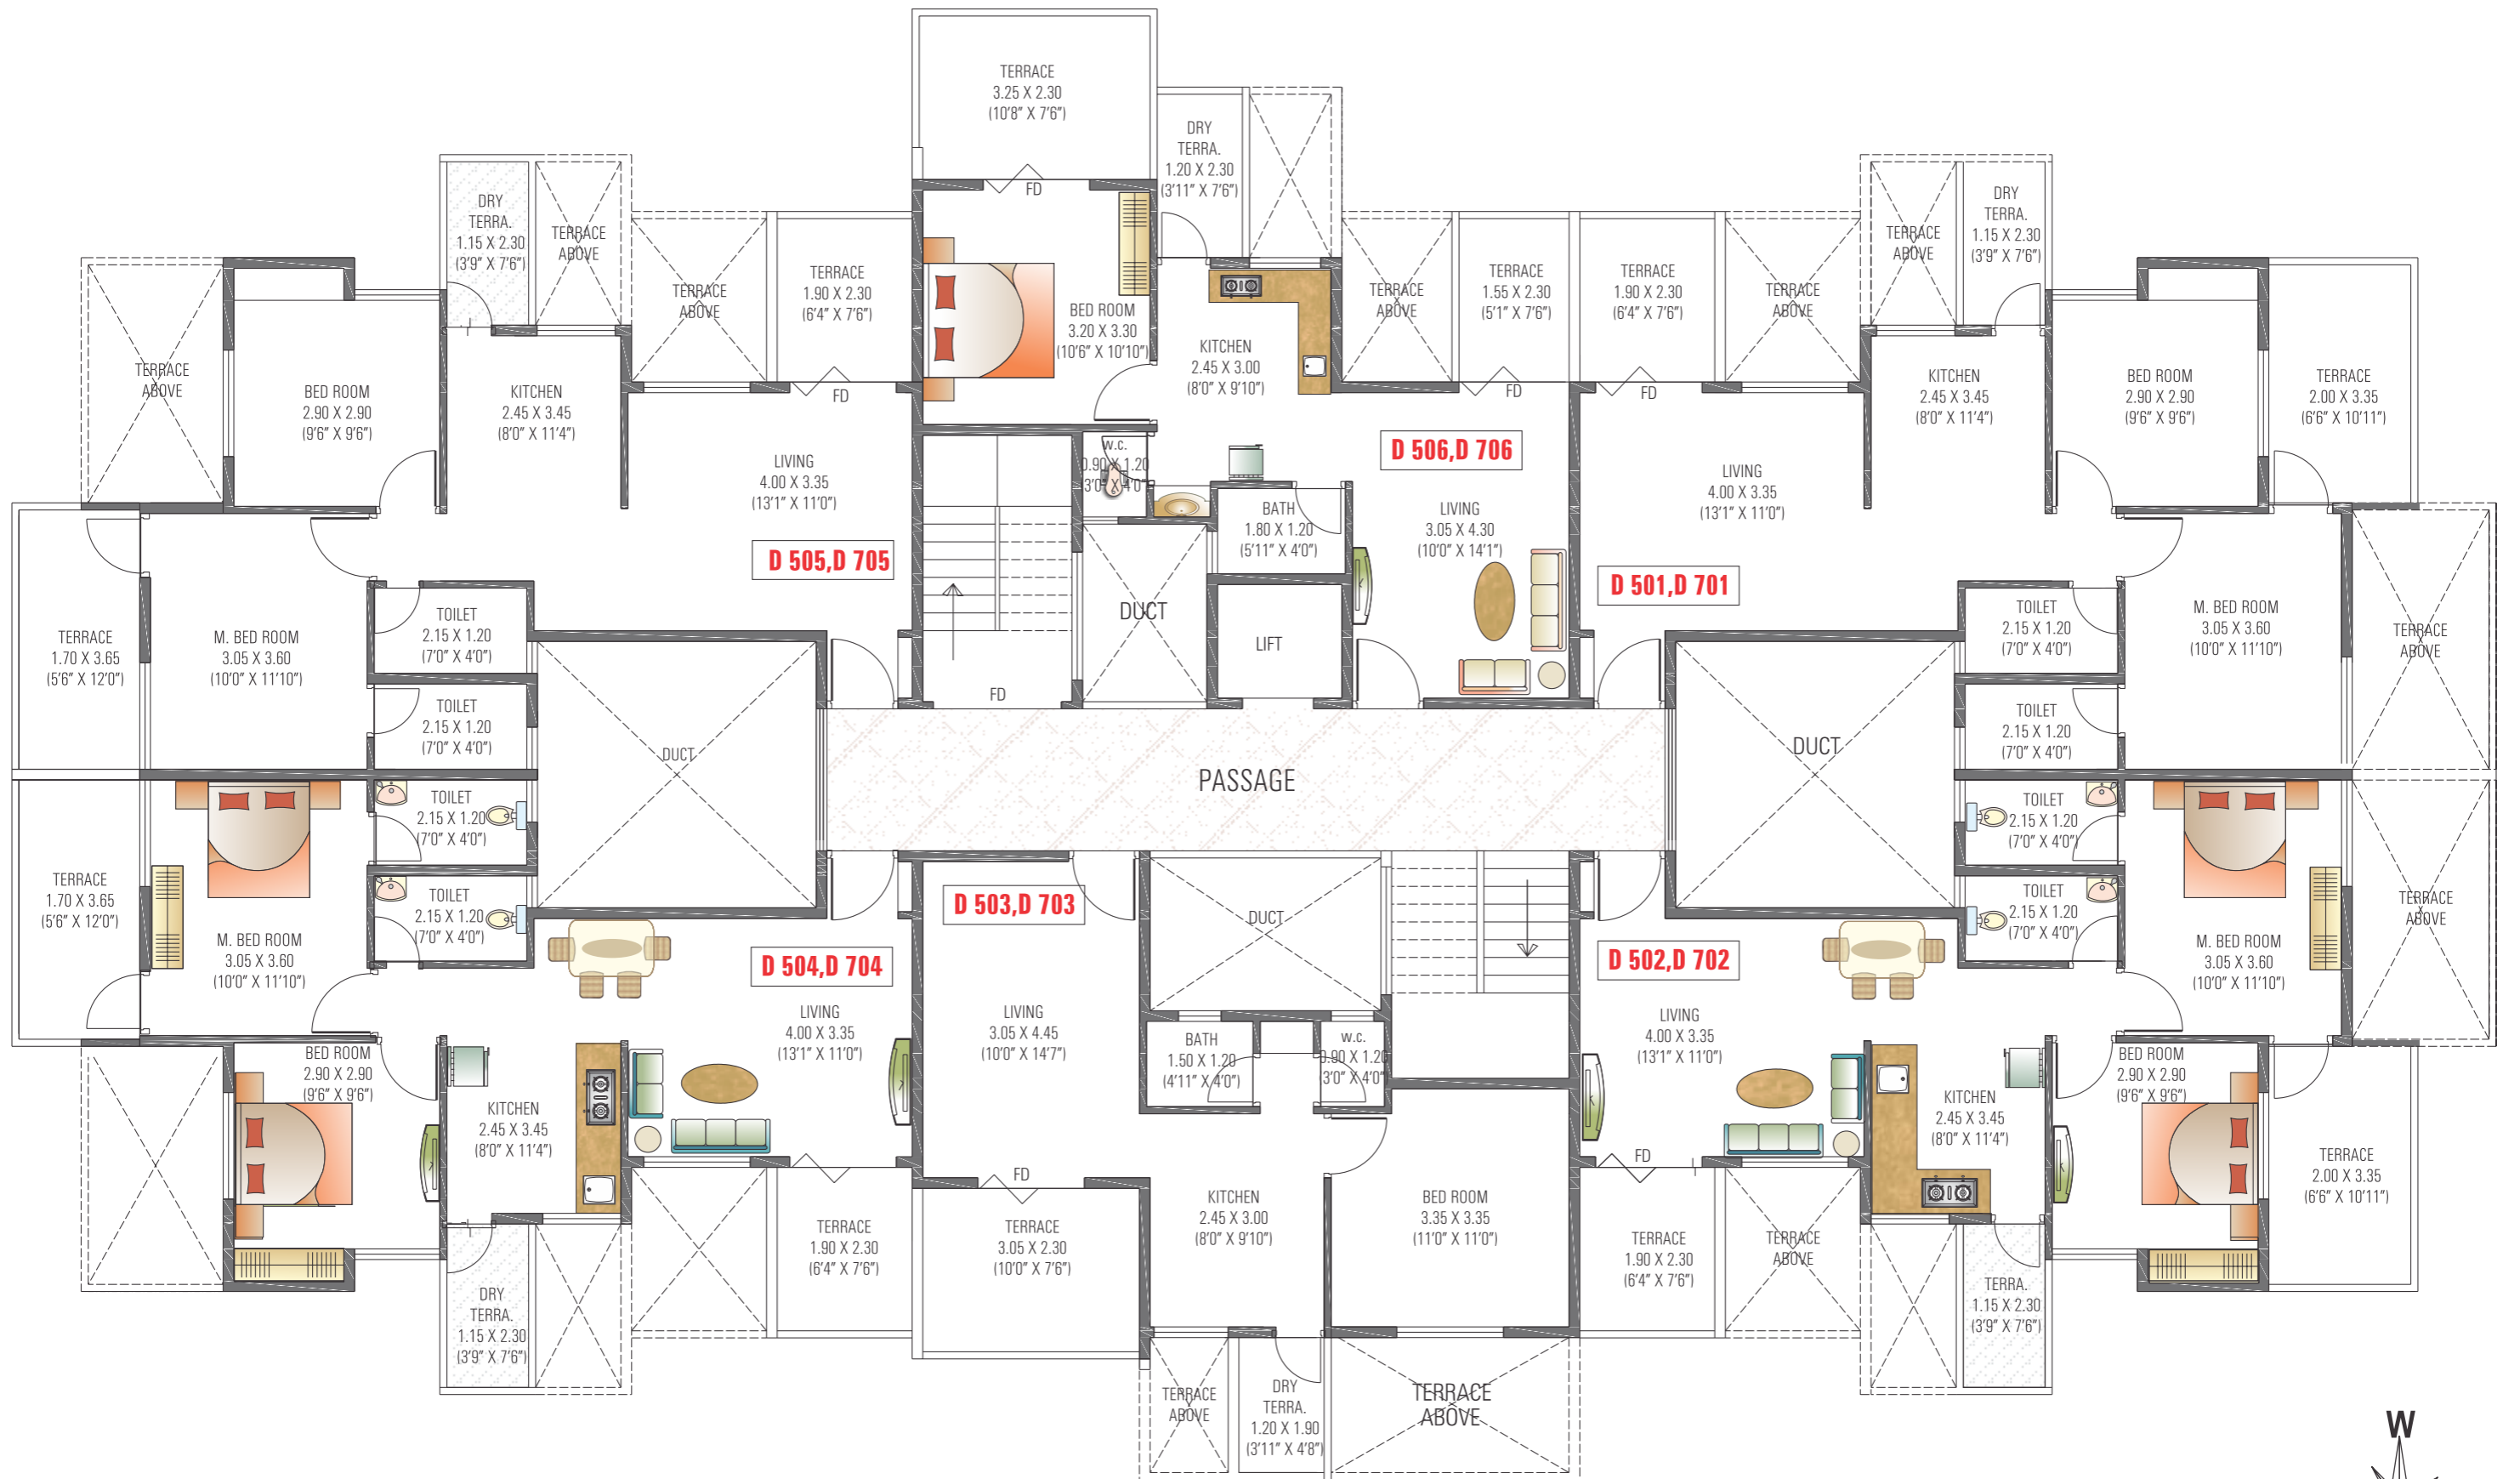 TERRACE
3.25 X 2.30
(10'8" X 7'6")
DRY
TERRA.
1.20 X 2.30
(3'11" X 7'6")
FD
DRY
TERRA.
1.15 X 2.30
(3'9" X 7'6")
TERRACE
ABOVE
TERRACE
ABOVE
TERRACE
1.90 X 2.30
(6'4" X 7'6")
FD
BED ROOM
3.20 X 3.30
(10'6" X 10'10")
KITCHEN
2.45 X 3.00
(8'0" X 9'10")
TERRACE
ABOVE
TERRACE
1.55 X 2.30
(5'1" X 7'6")
FD
TERRACE
1.90 X 2.30
(6'4" X 7'6")
FD
TERRACE
ABOVE
TERRACE
ABOVE
DRY
TERRA.
1.15 X 2.30
(3'9" X 7'6")
TERRACE
ABOVE
BED ROOM
2.90 X 2.90
(9'6" X 9'6")
KITCHEN
2.45 X 3.45
(8'0" X 11'4")
LIVING
4.00 X 3.35
(13'1" X 11'0")
D 505,D 705
W.C.
0.90 X 1.20
(3'0" X 4'0")
BATH
1.80 X 1.20
(5'11" X 4'0")
D 506,D 706
LIVING
3.05 X 4.30
(10'0" X 14'1")
LIVING
4.00 X 3.35
(13'1" X 11'0")
D 501,D 701
KITCHEN
2.45 X 3.45
(8'0" X 11'4")
BED ROOM
2.90 X 2.90
(9'6" X 9'6")
TERRACE
2.00 X 3.35
(6'6" X 10'11")
TERRACE
1.70 X 3.65
(5'6" X 12'0")
M. BED ROOM
3.05 X 3.60
(10'0" X 11'10")
TOILET
2.15 X 1.20
(7'0" X 4'0")
TOILET
2.15 X 1.20
(7'0" X 4'0")
DUCT
FD
DUCT
LIFT
DUCT
TOILET
2.15 X 1.20
(7'0" X 4'0")
TOILET
2.15 X 1.20
(7'0" X 4'0")
M. BED ROOM
3.05 X 3.60
(10'0" X 11'10")
TERRACE
ABOVE
PASSAGE
TERRACE
1.70 X 3.65
(5'6" X 12'0")
M. BED ROOM
3.05 X 3.60
(10'0" X 11'10")
TOILET
2.15 X 1.20
(7'0" X 4'0")
TOILET
2.15 X 1.20
(7'0" X 4'0")
D 504,D 704
LIVING
4.00 X 3.35
(13'1" X 11'0")
D 503,D 703
LIVING
3.05 X 4.45
(10'0" X 14'7")
DUCT
BATH
1.50 X 1.20
(4'11" X 4'0")
W.C.
0.90 X 1.20
(3'0" X 4'0")
D 502,D 702
LIVING
4.00 X 3.35
(13'1" X 11'0")
TOILET
2.15 X 1.20
(7'0" X 4'0")
TOILET
2.15 X 1.20
(7'0" X 4'0")
M. BED ROOM
3.05 X 3.60
(10'0" X 11'10")
TERRACE
ABOVE
BED ROOM
2.90 X 2.90
(9'6" X 9'6")
KITCHEN
2.45 X 3.45
(8'0" X 11'4")
FD
KITCHEN
2.45 X 3.00
(8'0" X 9'10")
BED ROOM
3.35 X 3.35
(11'0" X 11'0")
FD
KITCHEN
2.45 X 3.45
(8'0" X 11'4")
BED ROOM
2.90 X 2.90
(9'6" X 9'6")
TERRACE
2.00 X 3.35
(6'6" X 10'11")
TERRACE
1.90 X 2.30
(6'4" X 7'6")
TERRACE
3.05 X 2.30
(10'0" X 7'6")
TERRACE
1.90 X 2.30
(6'4" X 7'6")
TERRACE
ABOVE
TERRA.
1.15 X 2.30
(3'9" X 7'6")
DRY
TERRA.
1.15 X 2.30
(3'9" X 7'6")
TERRACE
ABOVE
DRY
TERRA.
1.20 X 1.90
(3'11" X 4'8")
TERRACE
ABOVE
W